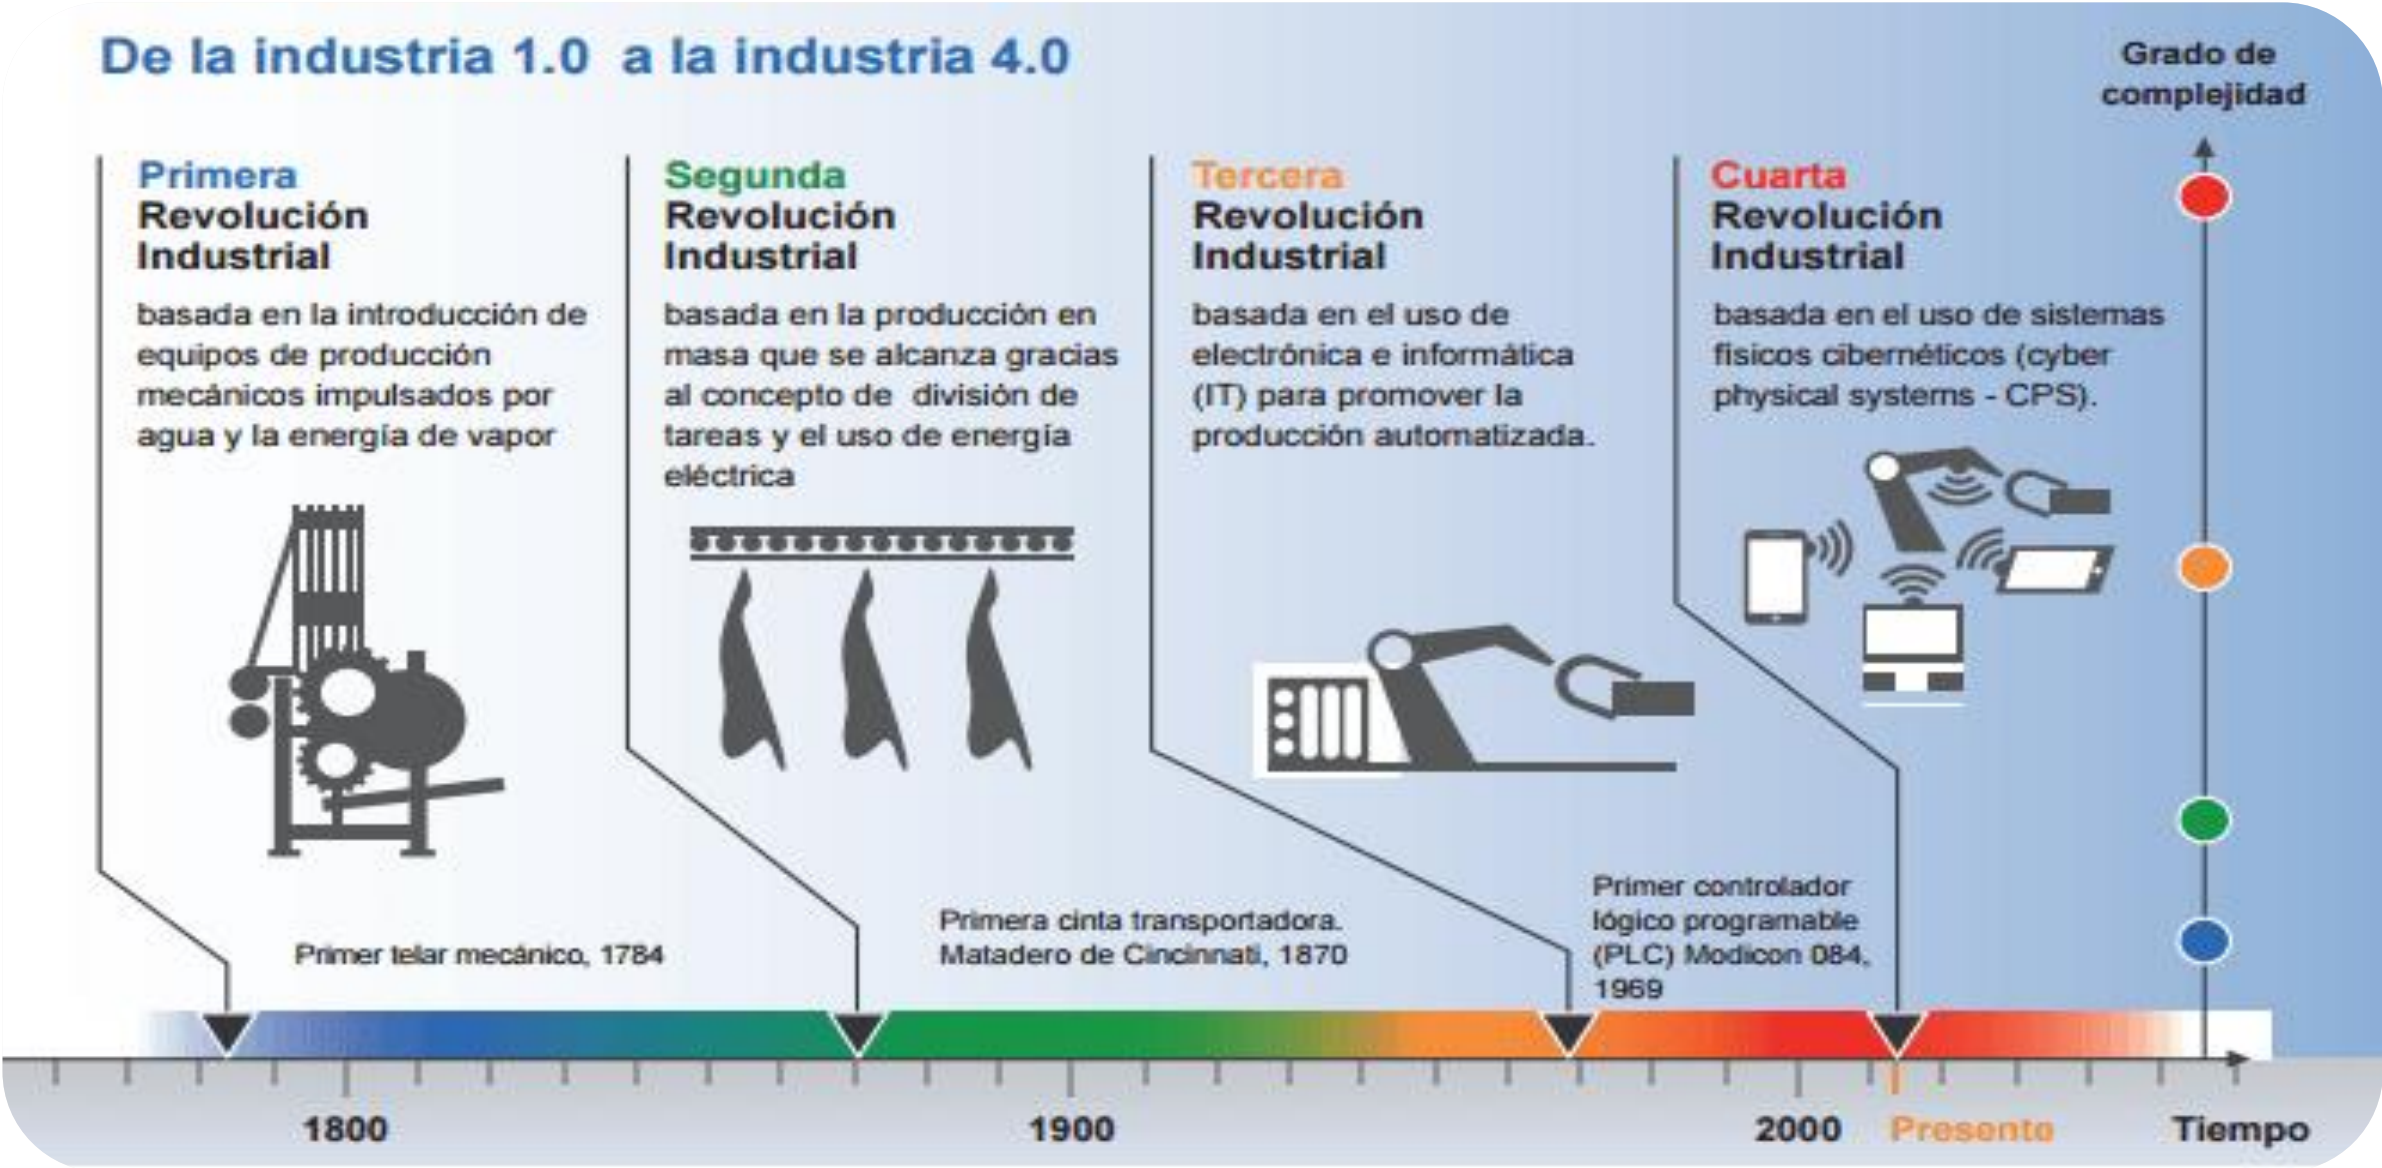 De la industria 1.0  a la industria 4.0
Grado de
complejidad
Primera
Revolución
Industrial
basada en la introducción de
equipos de producción
mecánicos impulsados por
agua y la energía de vapor
Segunda
Revolución
Industrial
basada en la producción en
masa que se alcanza gracias
al concepto de  división de
tareas y el uso de energía
eléctrica
Tercera
Revolución
Industrial
basada en el uso de
electrónica e informática
(IT) para promover la
producción automatizada.
Cuarta
Revolución
Industrial
basada en el uso de sistemas
físicos cibernéticos (cyber
physical systems - CPS).
Primer telar mecánico, 1784
Primera cinta transportadora.
Matadero de Cincinnati, 1870
Primer controlador
lógico programable
(PLC) Modicon 084,
1969
1800
1900
2000
Presente
Tiempo